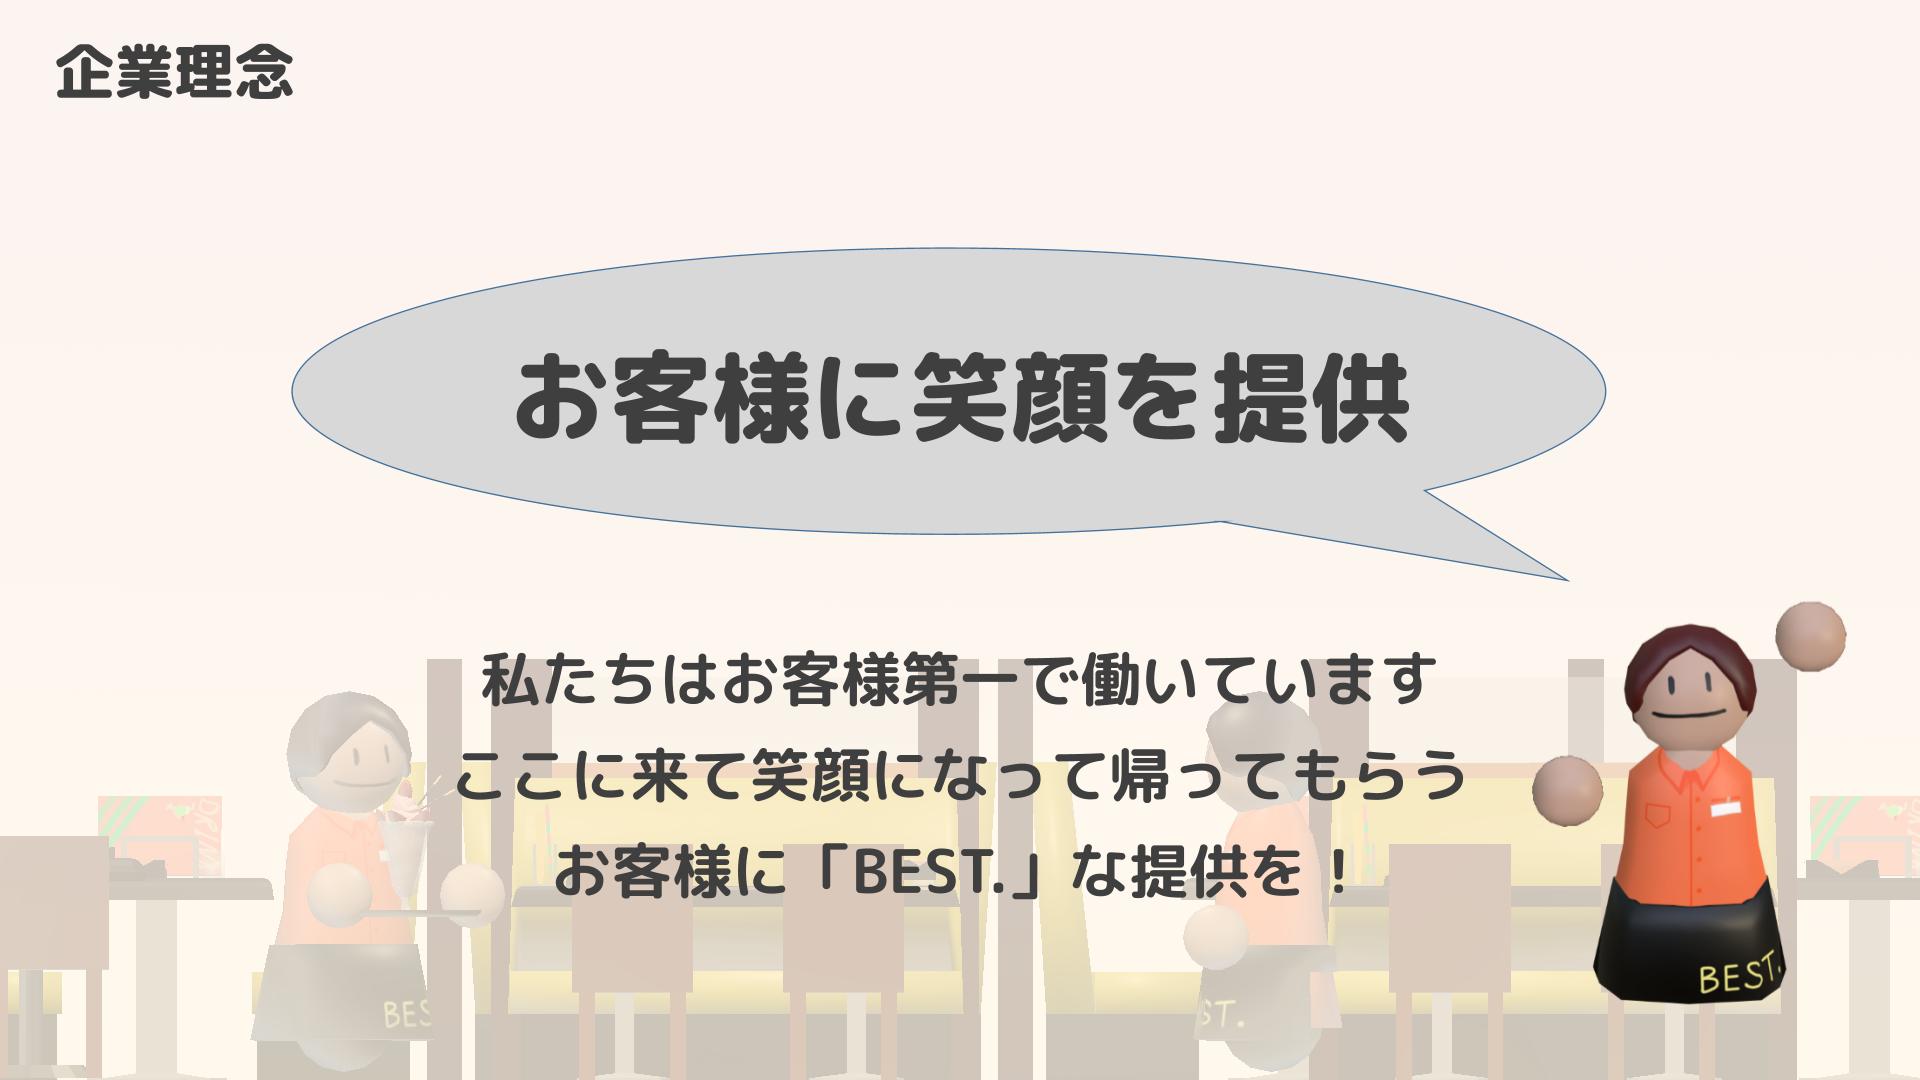 企業理念
お客様に笑顔を提供
私たちはお客様第一で働いています
ここに来て笑顔になって帰ってもらう
お客様に「BEST.」な提供を！
DRINK
BEST.
BES
ST.